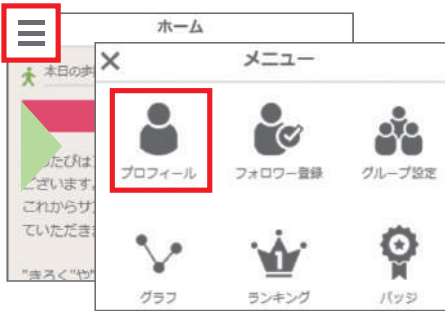 ホーム
本日の歩
メニュー
プロフィール
フォロワー登録
グループ設定
たびは
ございます。
これからサ
ていただき
"きろく"や"
グラフ
ランキング
1
バッジ